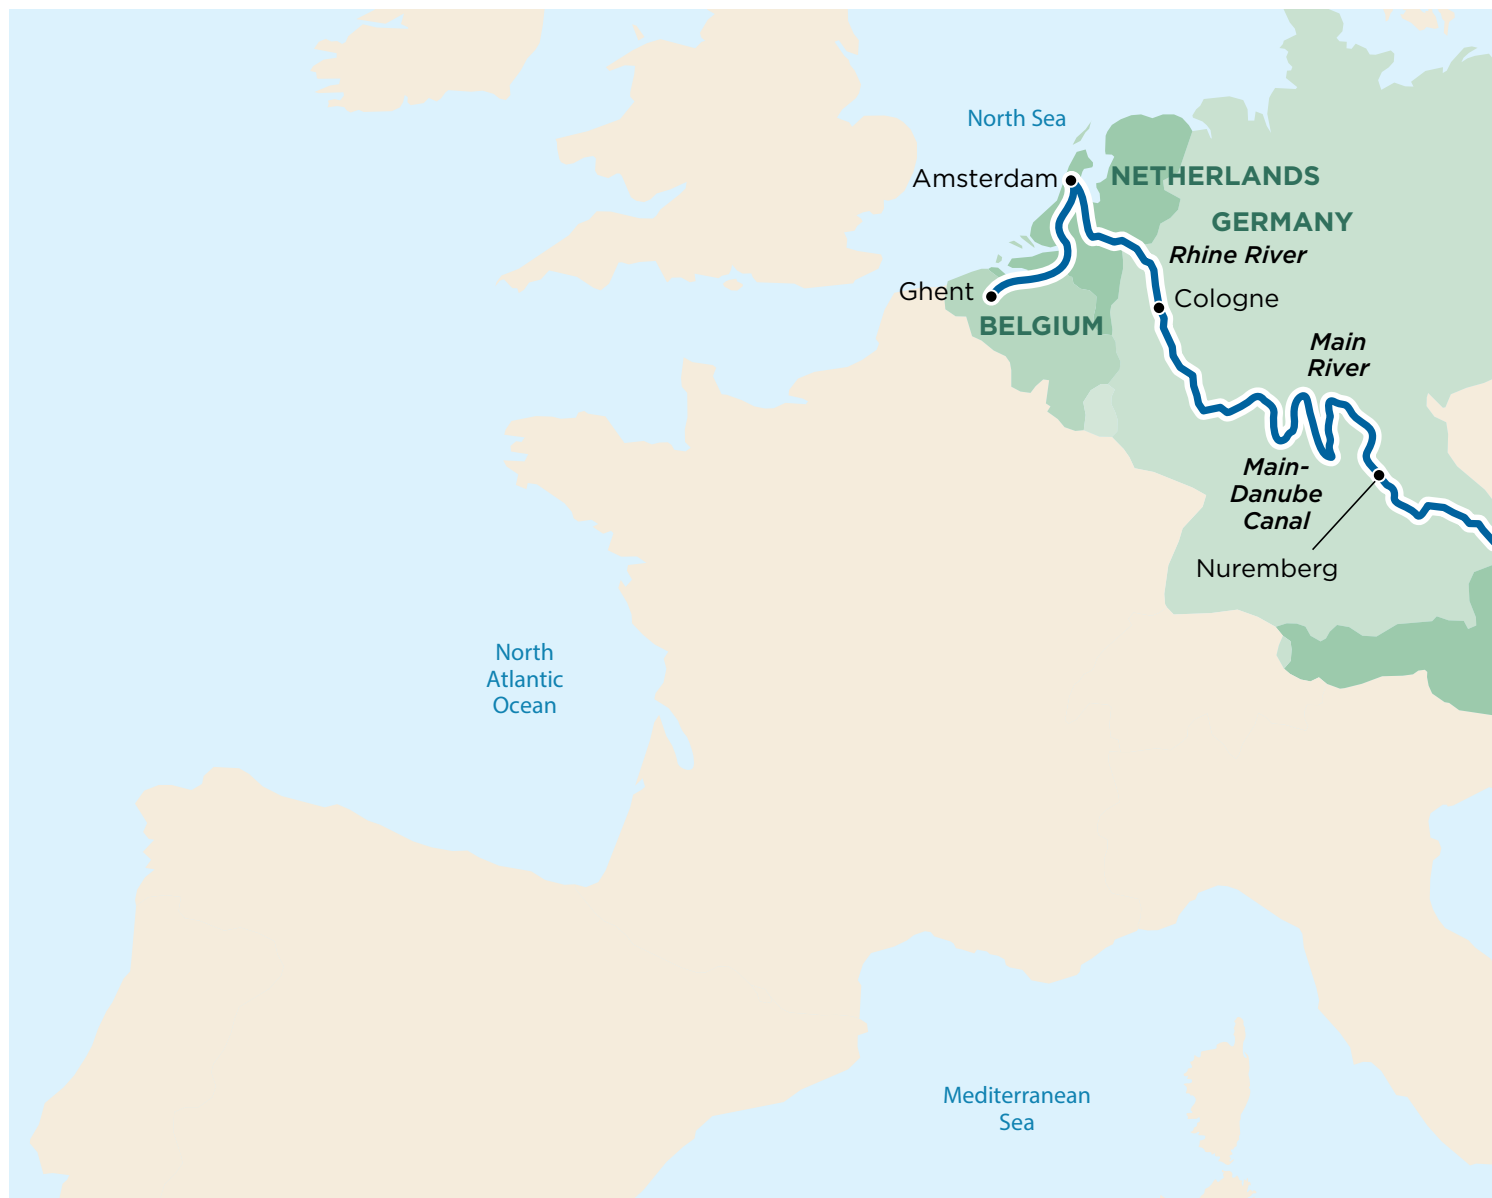 North Sea
Amsterdam
NETHERLANDS
GERMANY
Rhine River
Ghent
Cologne
BELGIUM
Main
River
Main-
Danube
Canal
Nuremberg
North
Atlantic
Ocean
Mediterranean
Sea